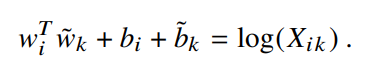 $w_i^T \tilde{w}_k + b_i + \tilde{b}_k = \log(X_{ik})\,.$